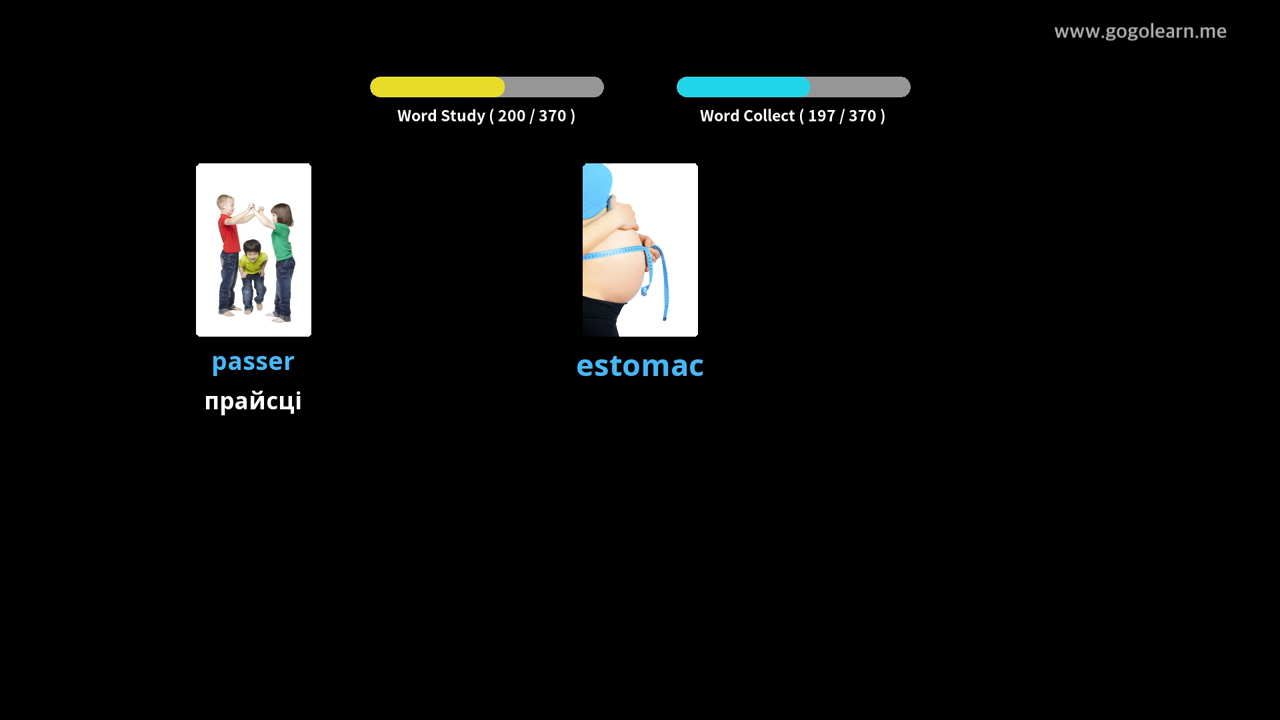 www.gogolearn.me
Word Study ( 200 / 370 )
Word Collect ( 197 / 370 )
passer
прайсці
estomac